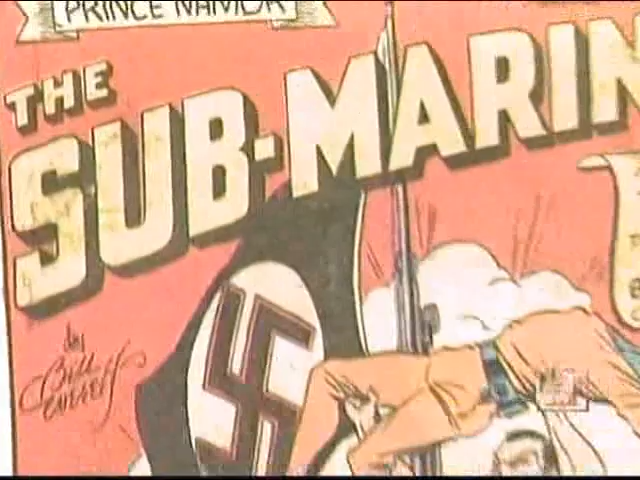 PRINCE NAMOR
THE
SUB-MARIN
by
Bill
Everett